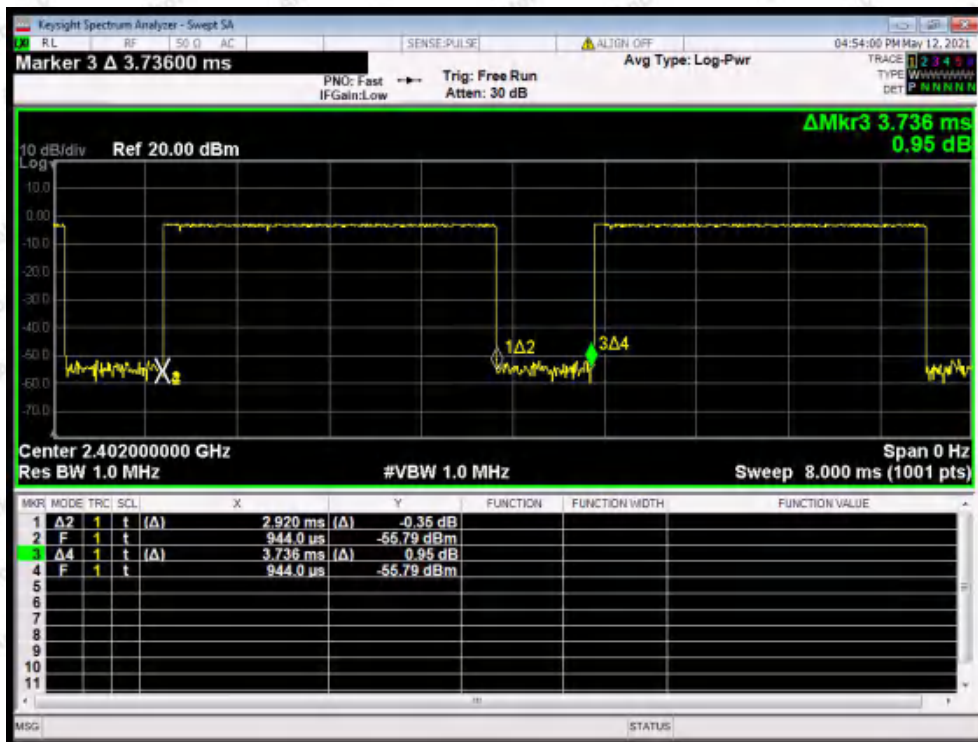 Keysight Spectrum Analyzer - Swept SA
RL RF 50 Ω AC SENSE:PULSE ALIGN OFF 04:54:00 PM May 12, 2021
Marker 3 Δ 3.73600 ms
PNO: Fast
IFGain:Low
Trig: Free Run
Atten: 30 dB
Avg Type: Log-Pwr
TRACE 1 2 3 4 5 6
TYPE WWWWWW
DET P N N N N N
ΔMkr3 3.736 ms
0.95 dB
10 dB/div Ref 20.00 dBm
Log
10.0
0.00
-10.0
-20.0
-30.0
-40.0
-50.0
-60.0
-70.0
1Δ2
3Δ4
Center 2.402000000 GHz
Span 0 Hz
Res BW 1.0 MHz
#VBW 1.0 MHz
Sweep 8.000 ms (1001 pts)
MKR MODE TRC SCL X Y FUNCTION FUNCTION WIDTH FUNCTION VALUE
1 Δ2 1 t (Δ) 2.920 ms (Δ) -0.35 dB
2 F 1 t 944.0 µs -55.79 dBm
3 Δ4 1 t (Δ) 3.736 ms (Δ) 0.95 dB
4 F 1 t 944.0 µs -55.79 dBm
5
6
7
8
9
10
11
MSG STATUS